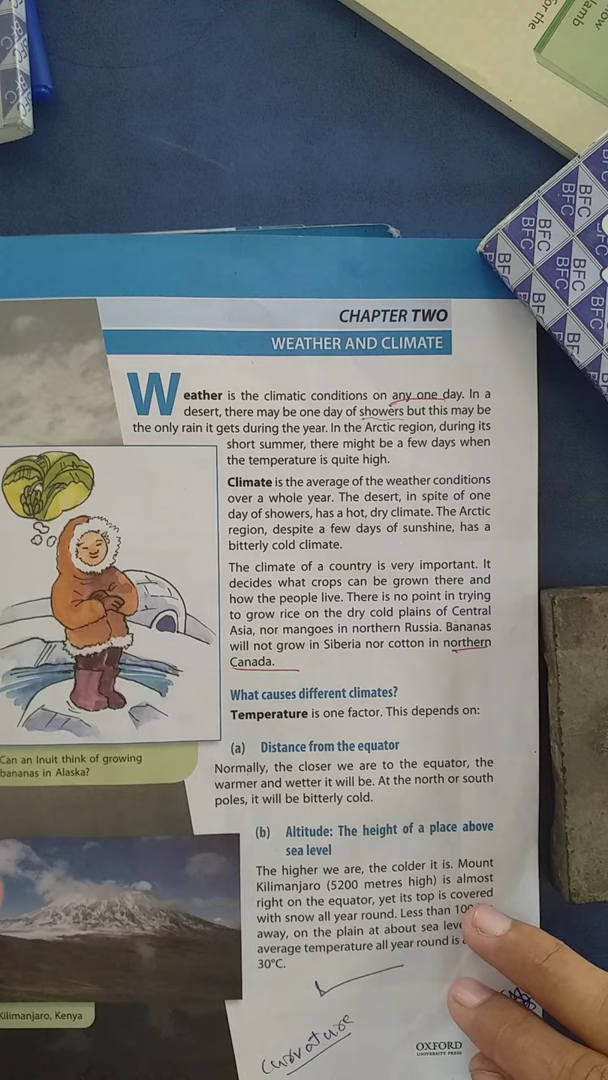 now
lamb
for the
BFC BFC BFC BFC
CHAPTER TWO
WEATHER AND CLIMATE
Weather is the climatic conditions on any one day. In a
desert, there may be one day of showers but this may be
the only rain it gets during the year. In the Arctic region, during its
short summer, there might be a few days when
the temperature is quite high.
Climate is the average of the weather conditions
over a whole year. The desert, in spite of one
day of showers, has a hot, dry climate. The Arctic
region, despite a few days of sunshine, has a
bitterly cold climate.
The climate of a country is very important. It
decides what crops can be grown there and
how the people live. There is no point in trying
to grow rice on the dry cold plains of Central
Asia, nor mangoes in northern Russia. Bananas
will not grow in Siberia nor cotton in northern
Canada.
Can an Inuit think of growing
bananas in Alaska?
What causes different climates?
Temperature is one factor. This depends on:
(a) Distance from the equator
Normally, the closer we are to the equator, the
warmer and wetter it will be. At the north or south
poles, it will be bitterly cold.
(b) Altitude: The height of a place above
sea level
The higher we are, the colder it is. Mount
Kilimanjaro (5200 metres high) is almost
right on the equator, yet its top is covered
with snow all year round. Less than
away, on the plain at about sea
average temperature all year round is
30°C.
Kilimanjaro, Kenya
curvature
OXFORD
UNIVERSITY PRESS